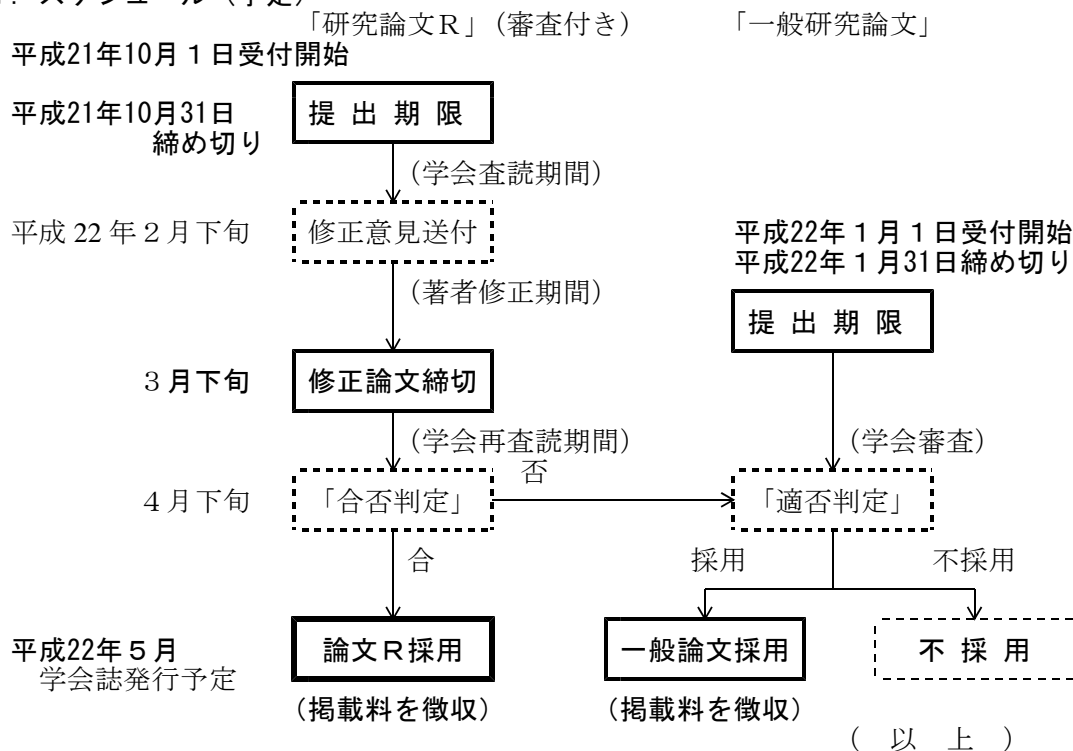 スケジュール（予定）
「研究論文Ｒ」（審査付き） 「一般研究論文」
平成21年10月１日受付開始
平成21年10月31日 提 出 期 限
締め切り
（学会査読期間）
平成 22 年２月下旬 修正意見送付 平成22年１月１日受付開始
平成22年１月31日締め切り
（著者修正期間）
提 出 期 限
３月下旬 修正論文締切
（学会再査読期間） （学会審査）
否
４月下旬 「合否判定」 「適否判定」
合 採用 不採用
平成22年５月 論文Ｒ採用 一般論文採用 不 採 用
学会誌発行予定
（掲載料を徴収） （掲載料を徴収）
（ 以 上 ）